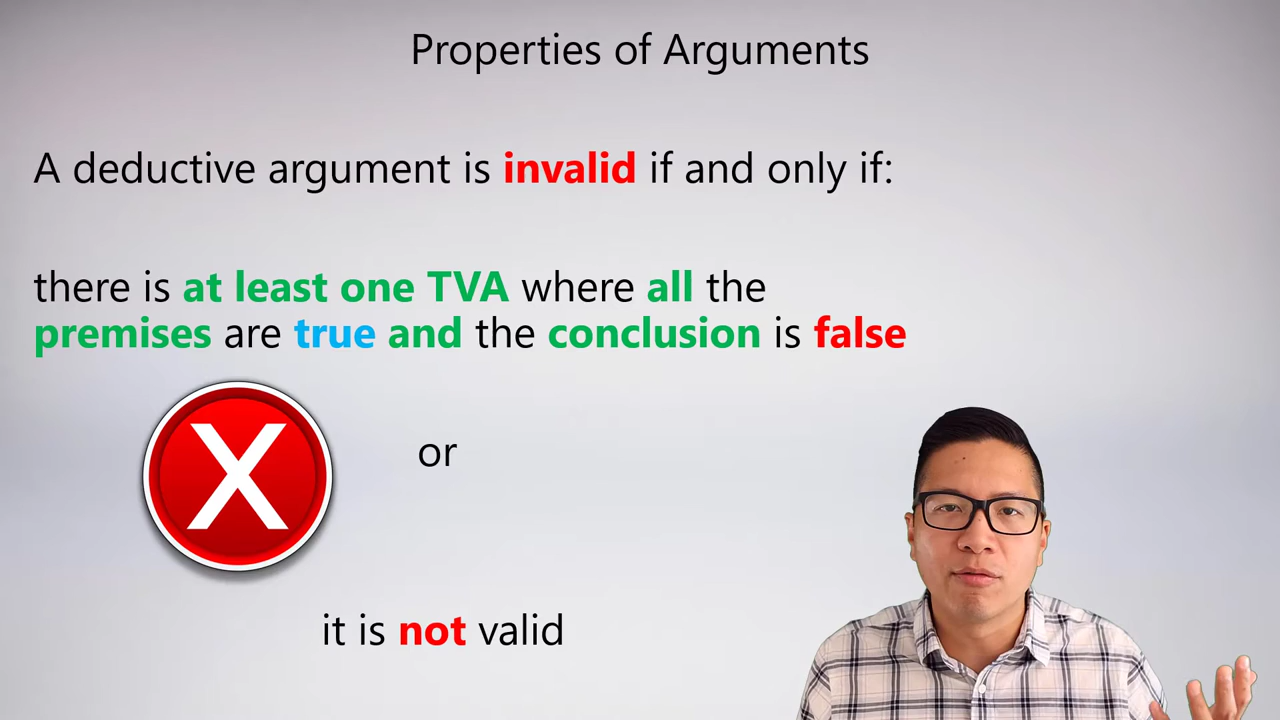 Properties of Arguments
A deductive argument is invalid if and only if:
there is at least one TVA where all the
premises are true and the conclusion is false
X
or
it is not valid